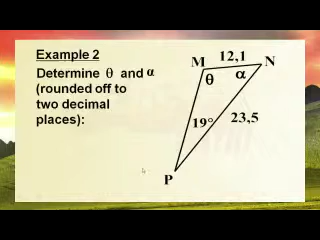 Example 2
Determine θ and α
(rounded off to
two decimal
places):
M 12,1 N
θ α
19° 23,5
P